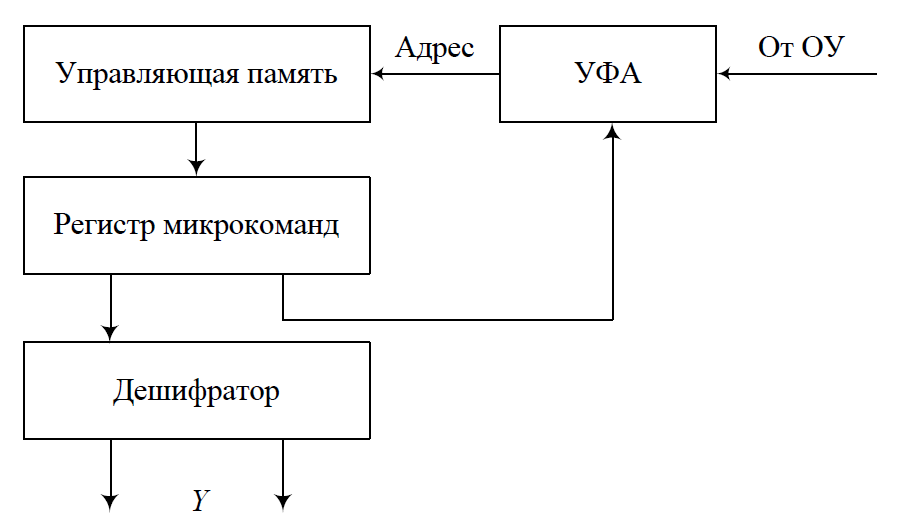 Управляющая память
Адрес
УФА
От ОУ
Регистр микрокоманд
Дешифратор
Y